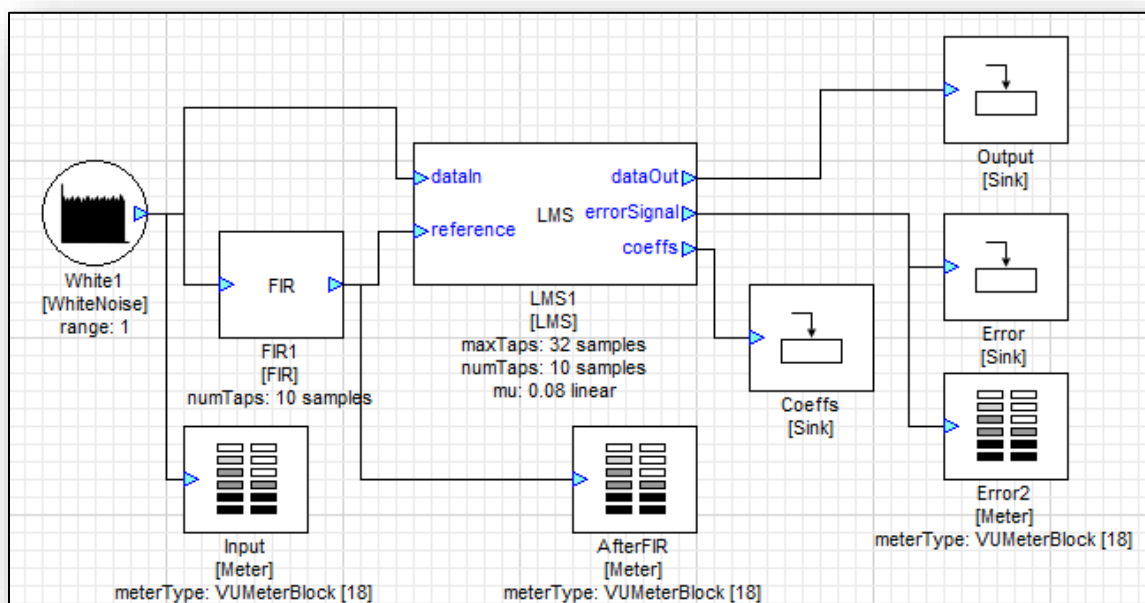 Output
[Sink]
dataIn
dataOut
LMS
errorSignal
reference
coeffs
White1
[WhiteNoise]
range: 1
FIR
FIR1
[FIR]
numTaps: 10 samples
LMS1
[LMS]
maxTaps: 32 samples
numTaps: 10 samples
mu: 0.08 linear
Error
[Sink]
Coeffs
[Sink]
Error2
[Meter]
meterType: VUMeterBlock [18]
Input
[Meter]
meterType: VUMeterBlock [18]
AfterFIR
[Meter]
meterType: VUMeterBlock [18]